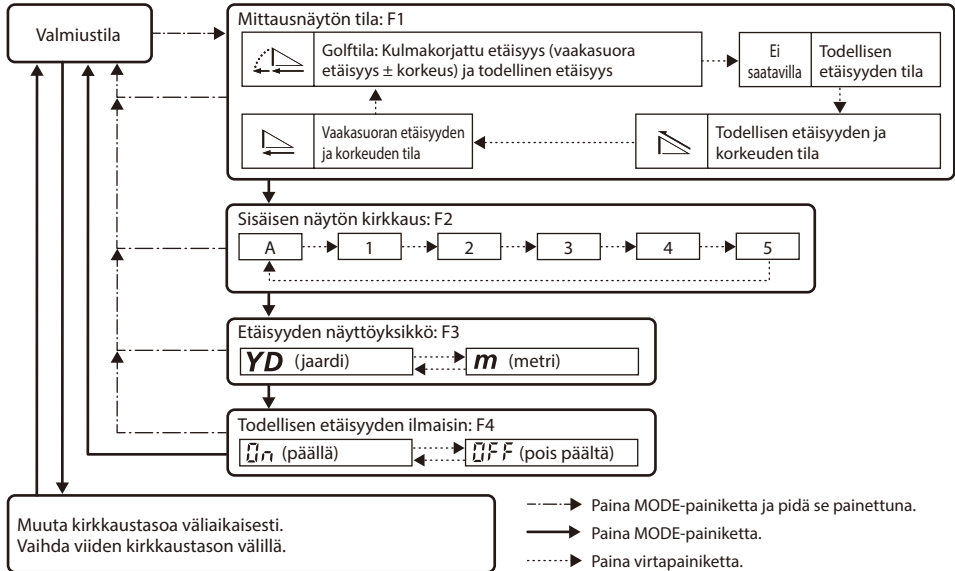 Valmiustila
Mittausnäytön tila: F1
Golftila: Kulmakorjattu etäisyys (vaakasuora
etäisyys ± korkeus) ja todellinen etäisyys
Ei
saatavilla
Todellisen
etäisyyden tila
Vaakasuoran etäisyyden
ja korkeuden tila
Todellisen etäisyyden ja
korkeuden tila
Sisäisen näytön kirkkaus: F2
A 1 2 3 4 5
Etäisyyden näyttöyksikkö: F3
YD (jaardi) m (metri)
Todellisen etäisyyden ilmaisin: F4
On (päällä) OFF (pois päältä)
Muuta kirkkaustasoa väliaikaisesti.
Vaihda viiden kirkkaustason välillä.
Paina MODE-painiketta ja pidä se painettuna.
Paina MODE-painiketta.
Paina virtapainiketta.